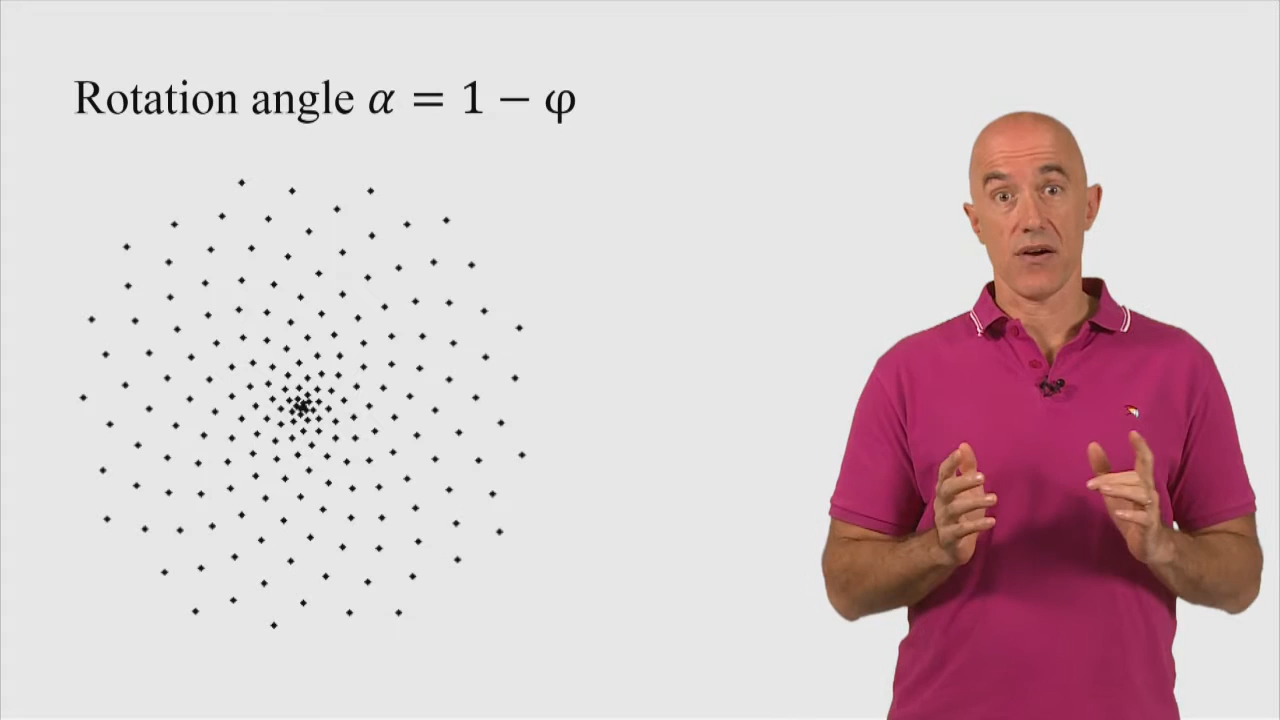 Rotation angle α = 1 − φ